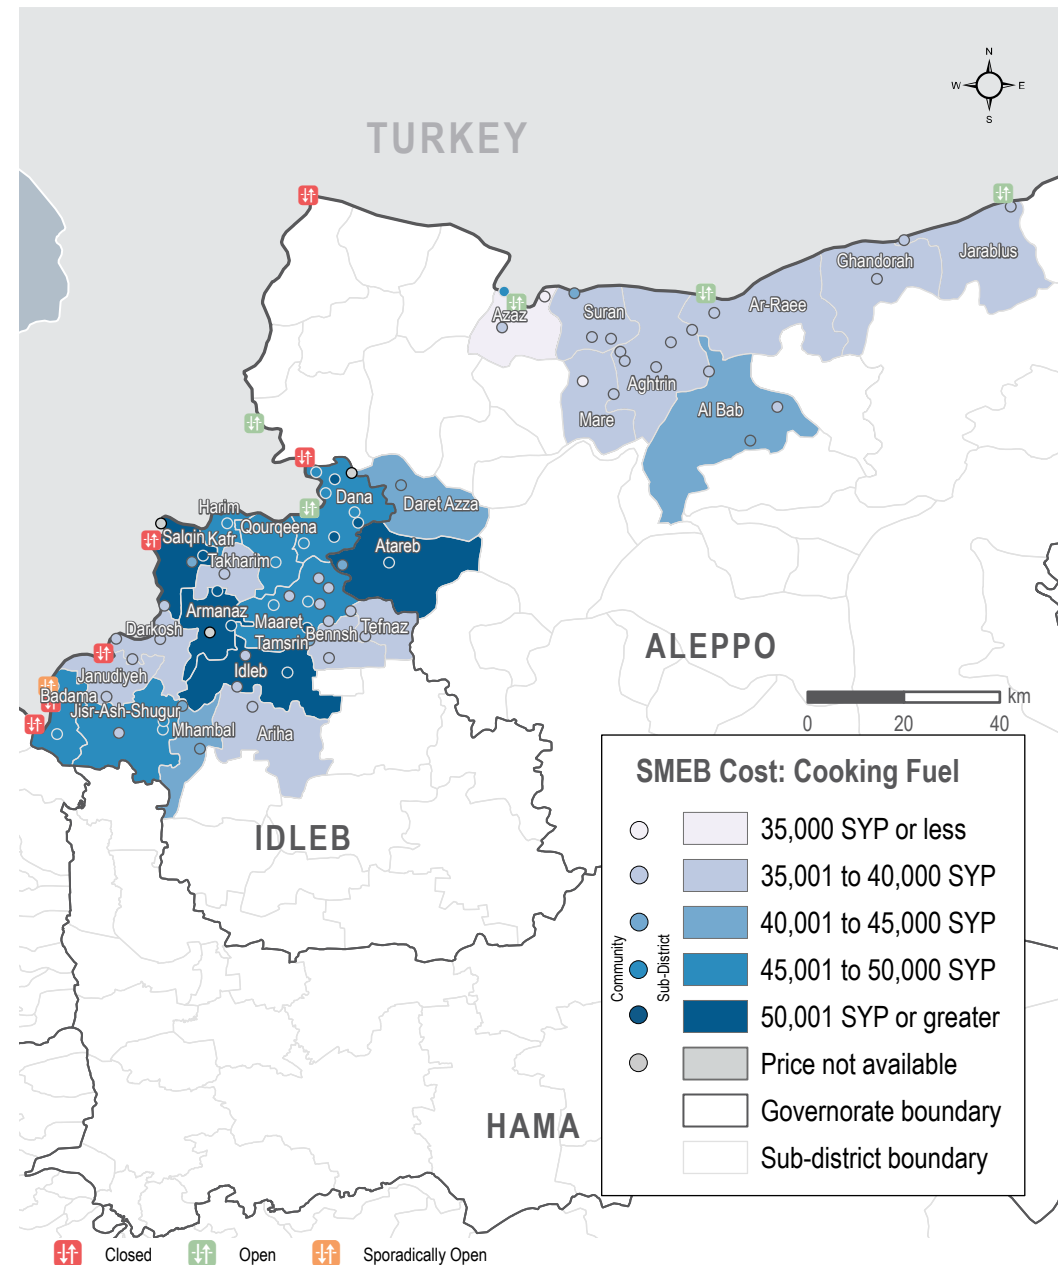 N
W E
S
TURKEY
Jarablus
Ghandorah
Ar-Raee
Suran
Azaz
Aghtrin
Al Bab
Mare
Dana
Daret Azza
Harim
Qourqeena
Salqin
Kafr
Takharim
Atareb
Armanaz
Maaret
Tamsrin
Bennsh
Tefnaz
Darkosh
Idleb
Janudiyeh
Badama
Jisr-Ash-Shugur
Mhambal
Ariha
ALEPPO
km
0 20 40
IDLEB
HAMA
SMEB Cost: Cooking Fuel
35,000 SYP or less
35,001 to 40,000 SYP
40,001 to 45,000 SYP
45,001 to 50,000 SYP
50,001 SYP or greater
Price not available
Governorate boundary
Sub-district boundary
Community
Sub-District
Closed
Open
Sporadically Open